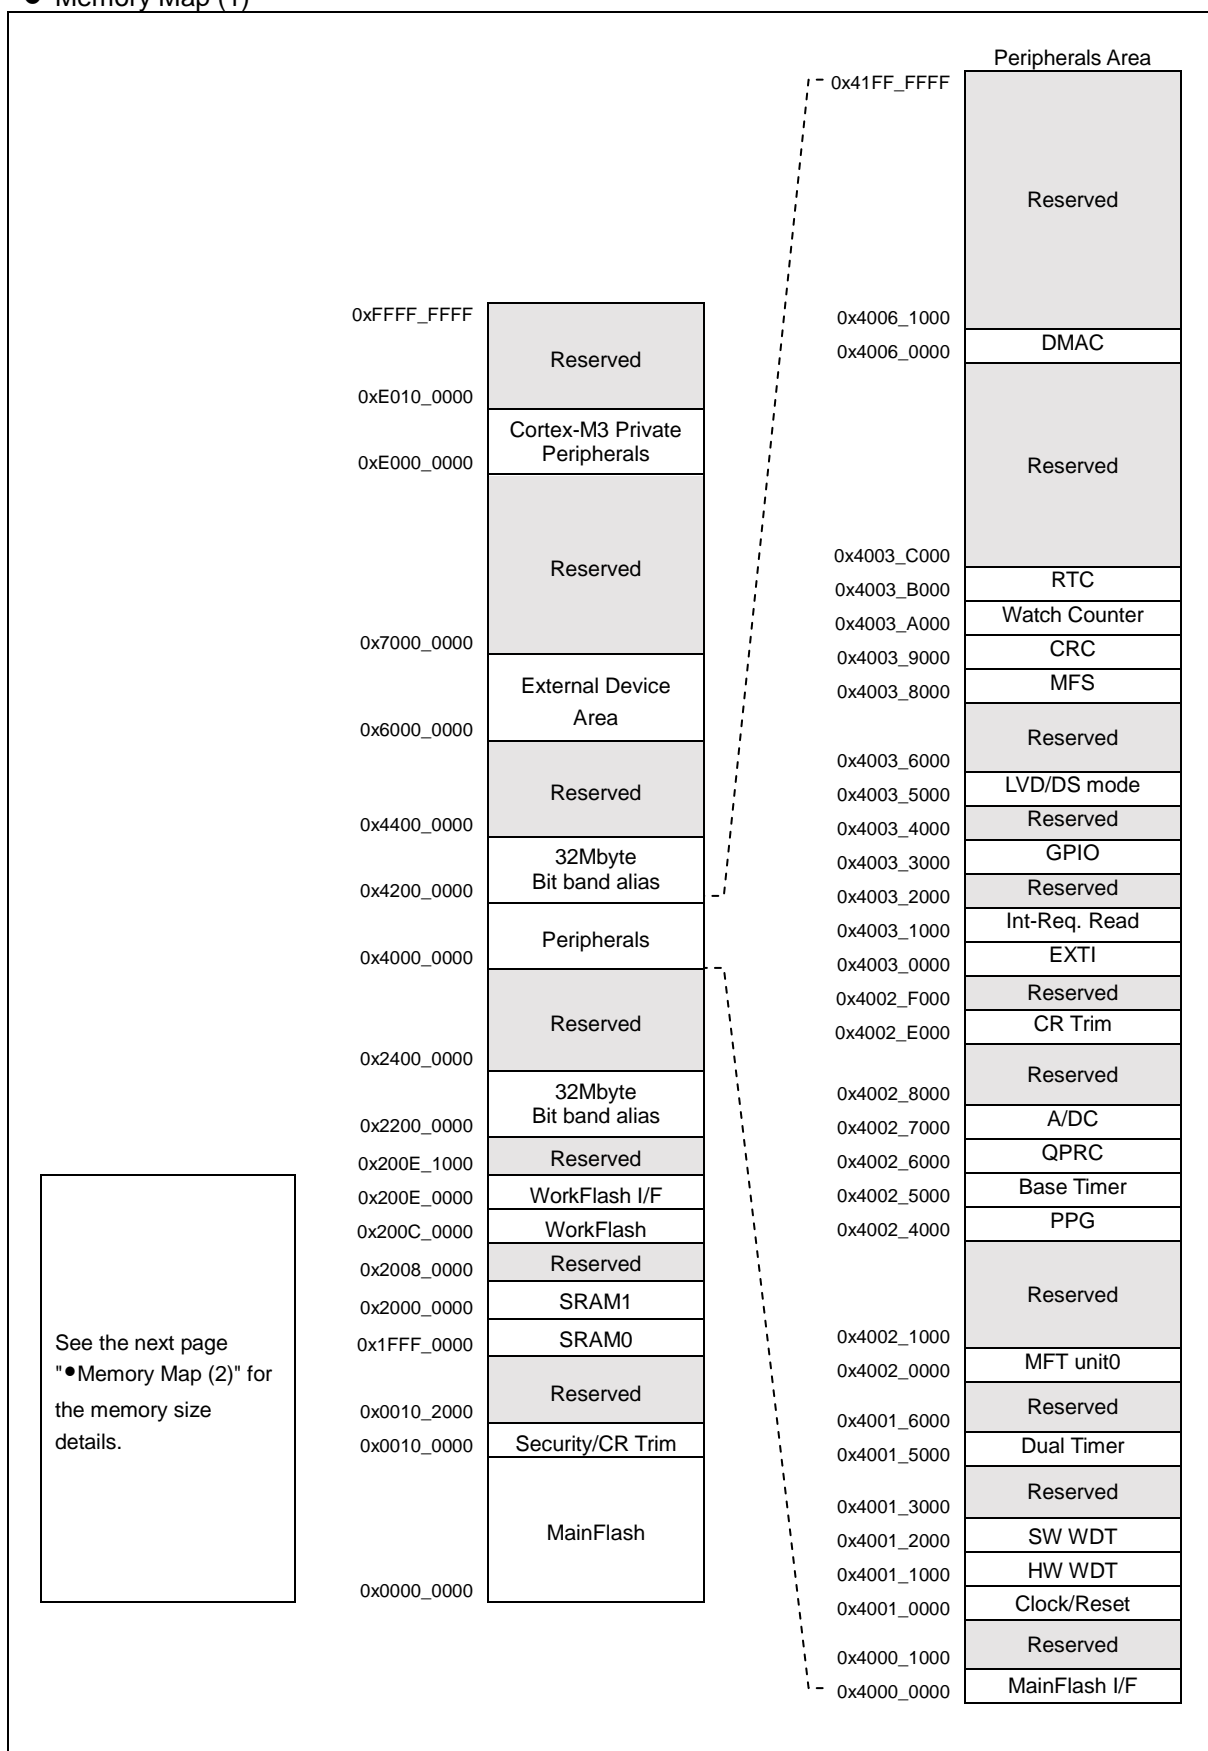 ● Memory Map (1)
Peripherals Area
0x41FF_FFFF
Reserved
0x4006_1000
DMAC
0x4006_0000
Reserved
0x4003_C000
RTC
0x4003_B000
Watch Counter
0x4003_A000
CRC
0x4003_9000
MFS
0x4003_8000
Reserved
0x4003_6000
LVD/DS mode
0x4003_5000
Reserved
0x4003_4000
GPIO
0x4003_3000
Reserved
0x4003_2000
Int-Req. Read
0x4003_1000
EXTI
0x4003_0000
Reserved
0x4002_F000
CR Trim
0x4002_E000
Reserved
0x4002_8000
A/DC
0x4002_7000
QPRC
0x4002_6000
Base Timer
0x4002_5000
PPG
0x4002_4000
Reserved
0x4002_1000
MFT unit0
0x4002_0000
Reserved
0x4001_6000
Dual Timer
0x4001_5000
Reserved
0x4001_3000
SW WDT
0x4001_2000
HW WDT
0x4001_1000
Clock/Reset
0x4001_0000
Reserved
0x4000_1000
MainFlash I/F
0x4000_0000
0xFFFF_FFFF
Reserved
0xE010_0000
Cortex-M3 Private
Peripherals
0xE000_0000
Reserved
0x7000_0000
External Device
Area
0x6000_0000
Reserved
0x4400_0000
32Mbyte
Bit band alias
0x4200_0000
Peripherals
0x4000_0000
Reserved
0x2400_0000
32Mbyte
Bit band alias
0x2200_0000
Reserved
0x200E_1000
WorkFlash I/F
0x200E_0000
WorkFlash
0x200C_0000
Reserved
0x2008_0000
SRAM1
0x2000_0000
SRAM0
0x1FFF_0000
Reserved
0x0010_2000
Security/CR Trim
0x0010_0000
MainFlash
0x0000_0000
See the next page
"●Memory Map (2)" for
the memory size
details.